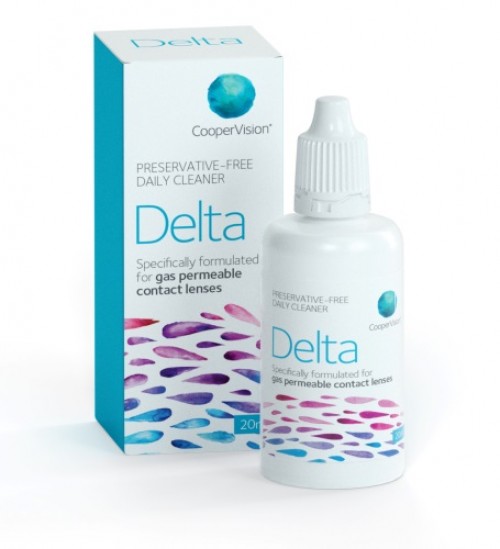 Delta
CooperVision
PRESERVATIVE-FREE
DAILY CLEANER
Delta
Specifically formulated
for gas permeable
contact lenses
PRESERVATIVE-FREE
DAILY CLEANER
CooperVision
Delta
Specifically formulated for
gas permeable contact lenses